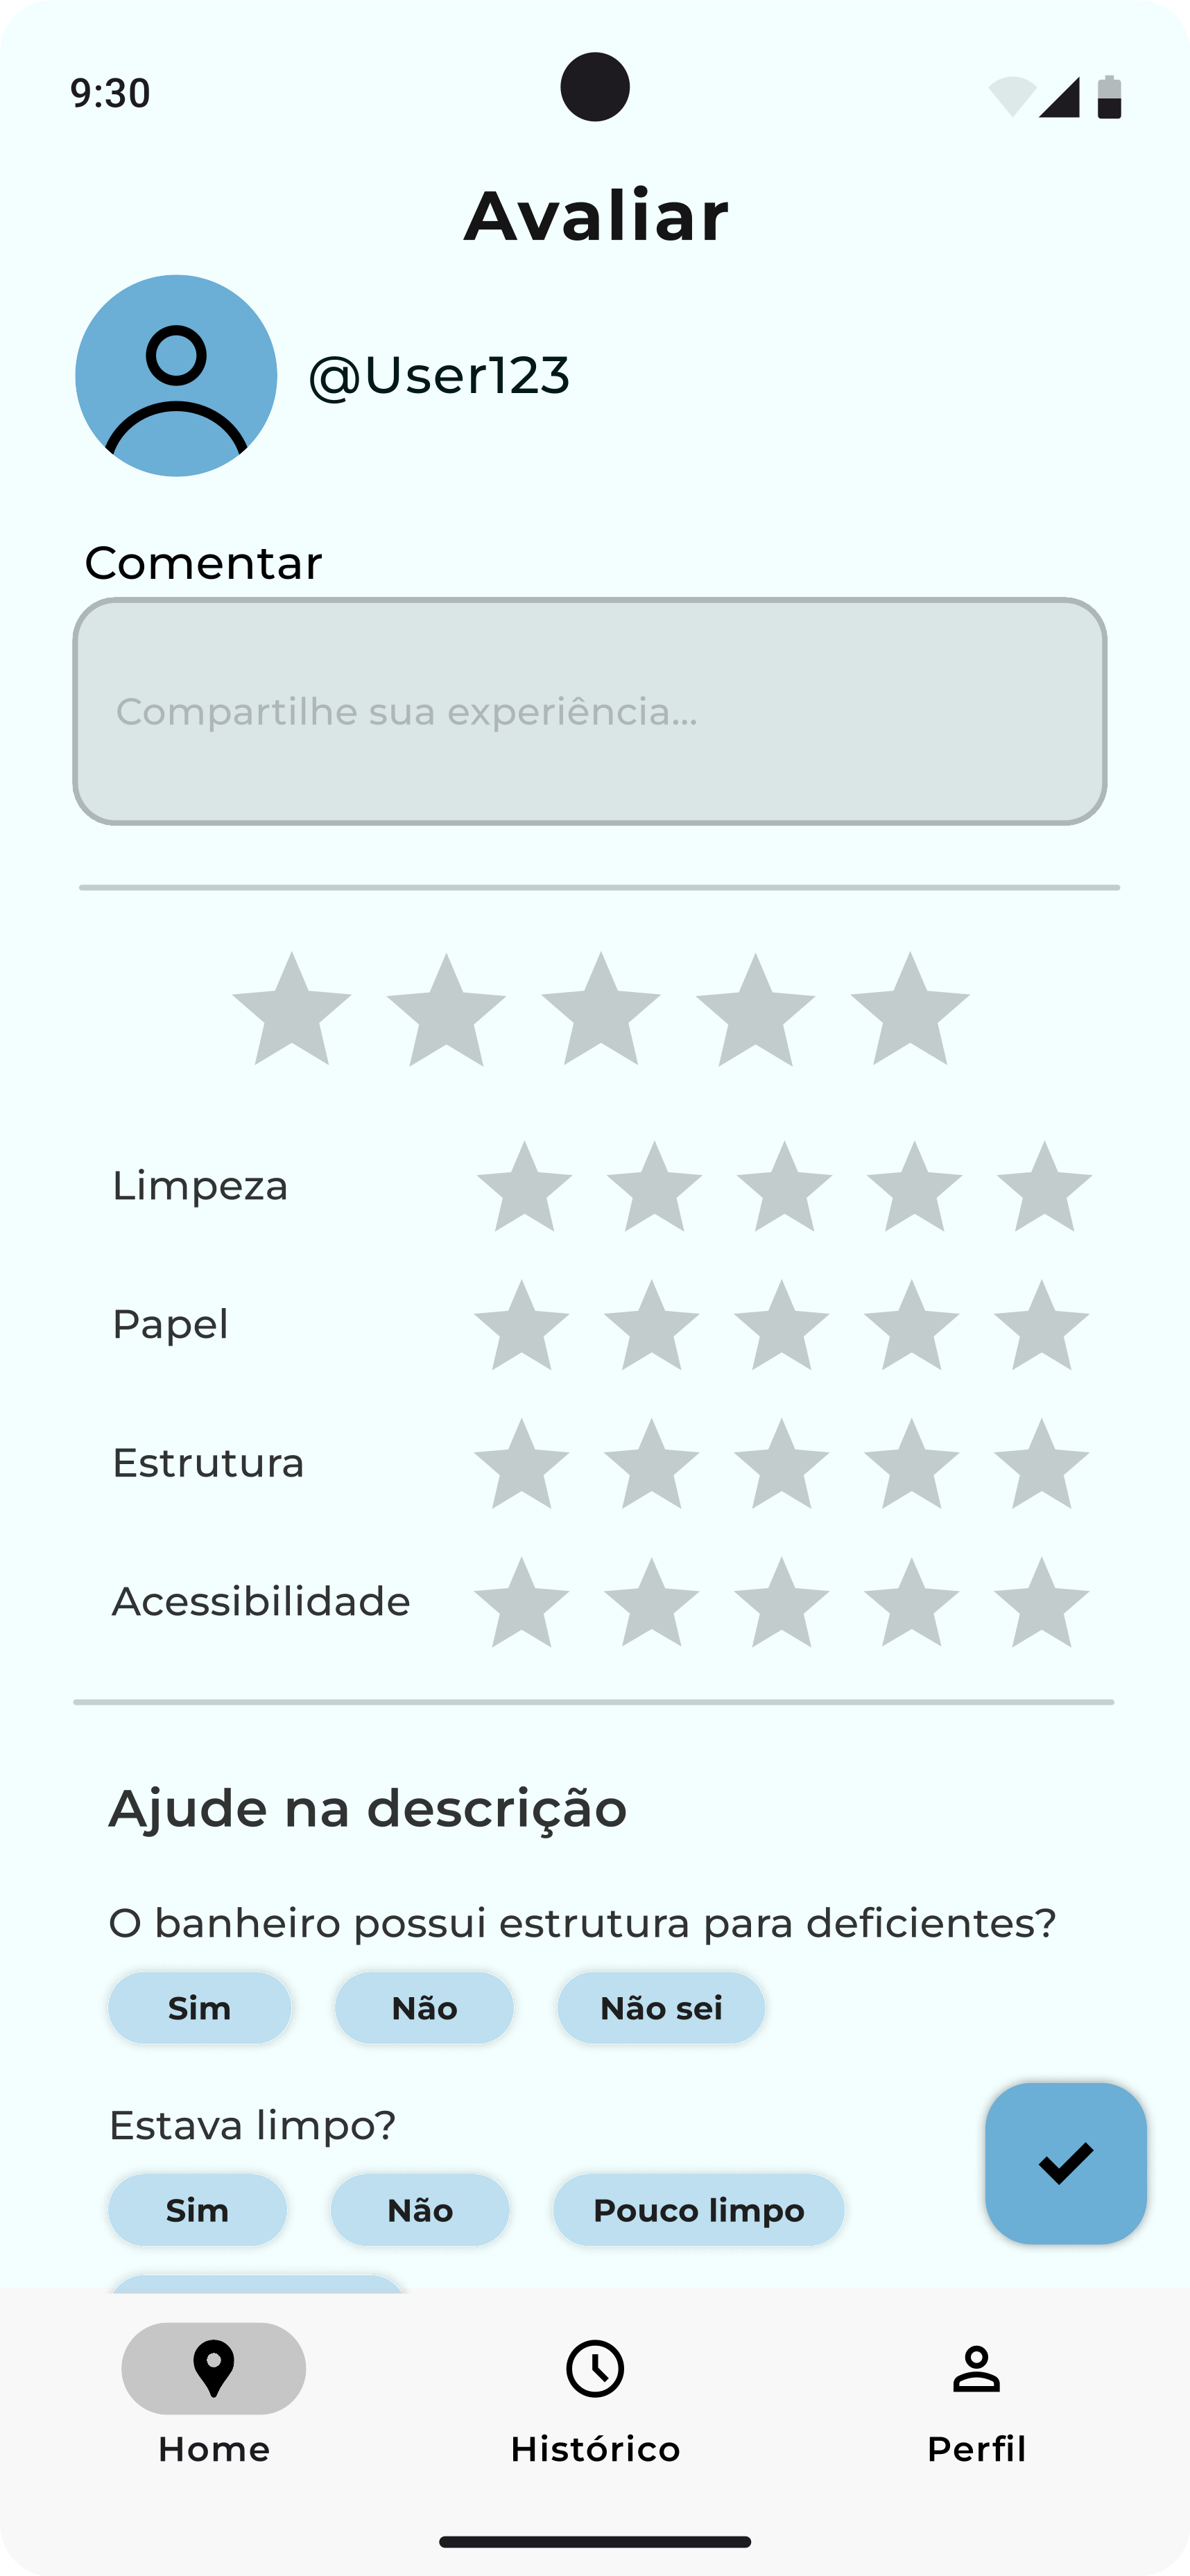 9:30
Avaliar
@User123
Comentar
Compartilhe sua experiência...
Limpeza
Papel
Estrutura
Acessibilidade
Ajude na descrição
O banheiro possui estrutura para deficientes?
Sim Não Não sei
Estava limpo?
Sim Não Pouco limpo
Home Histórico Perfil